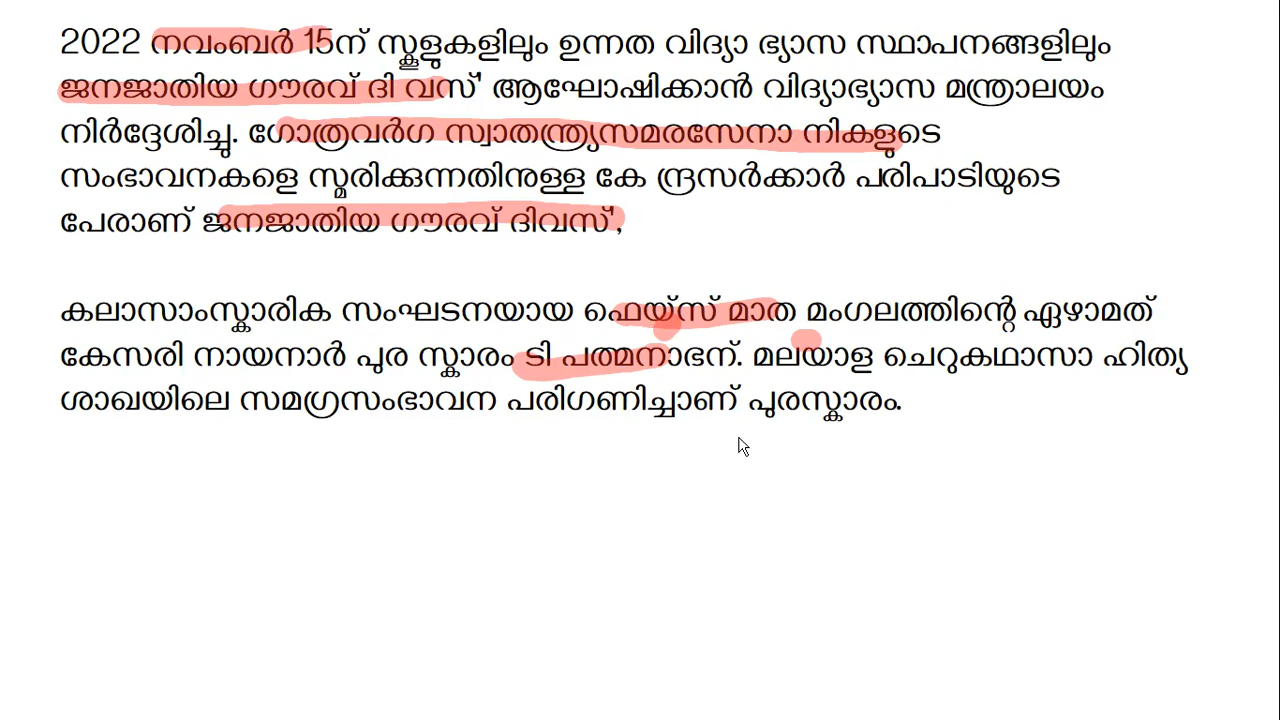 2022 നവംബർ 15ന് സ്കൂളുകളിലും ഉന്നത വിദ്യാ ഭ്യാസ സ്ഥാപനങ്ങളിലും
ജനജാതിയ ഗൗരവ് ദി വസ്' ആഘോഷിക്കാൻ വിദ്യാഭ്യാസ മന്ത്രാലയം
നിർദ്ദേശിച്ചു. ഗോത്രവർഗ സ്വാതന്ത്ര്യസമരസേനാ നികളുടെ
സംഭാവനകളെ സ്മരിക്കുന്നതിനുള്ള കേ ന്ദ്രസർക്കാർ പരിപാടിയുടെ
പേരാണ് ജനജാതിയ ഗൗരവ് ദിവസ്',
കലാസാംസ്കാരിക സംഘടനയായ ഫെയ്സ് മാത മംഗലത്തിന്റെ ഏഴാമത്
കേസരി നായനാർ പുര സ്കാരം ടി പത്മനാഭന്. മലയാള ചെറുകഥാസാ ഹിത്യ
ശാഖയിലെ സമഗ്രസംഭാവന പരിഗണിച്ചാണ് പുരസ്കാരം.